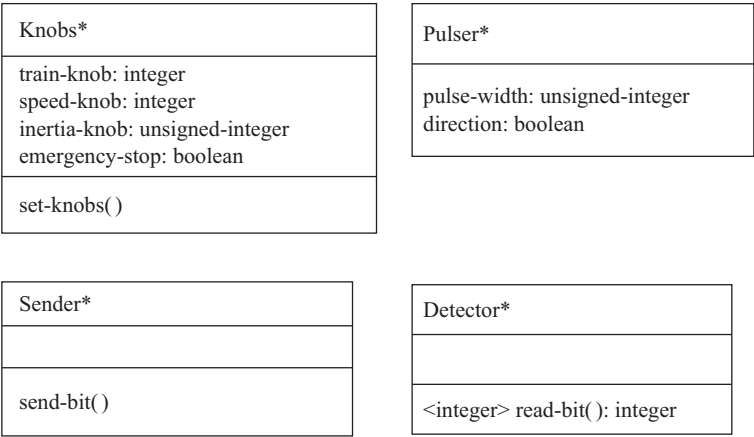 Knobs*
train-knob: integer
speed-knob: integer
inertia-knob: unsigned-integer
emergency-stop: boolean
set-knobs( )
Pulser*
pulse-width: unsigned-integer
direction: boolean
Sender*
send-bit( )
Detector*
<integer> read-bit( ): integer